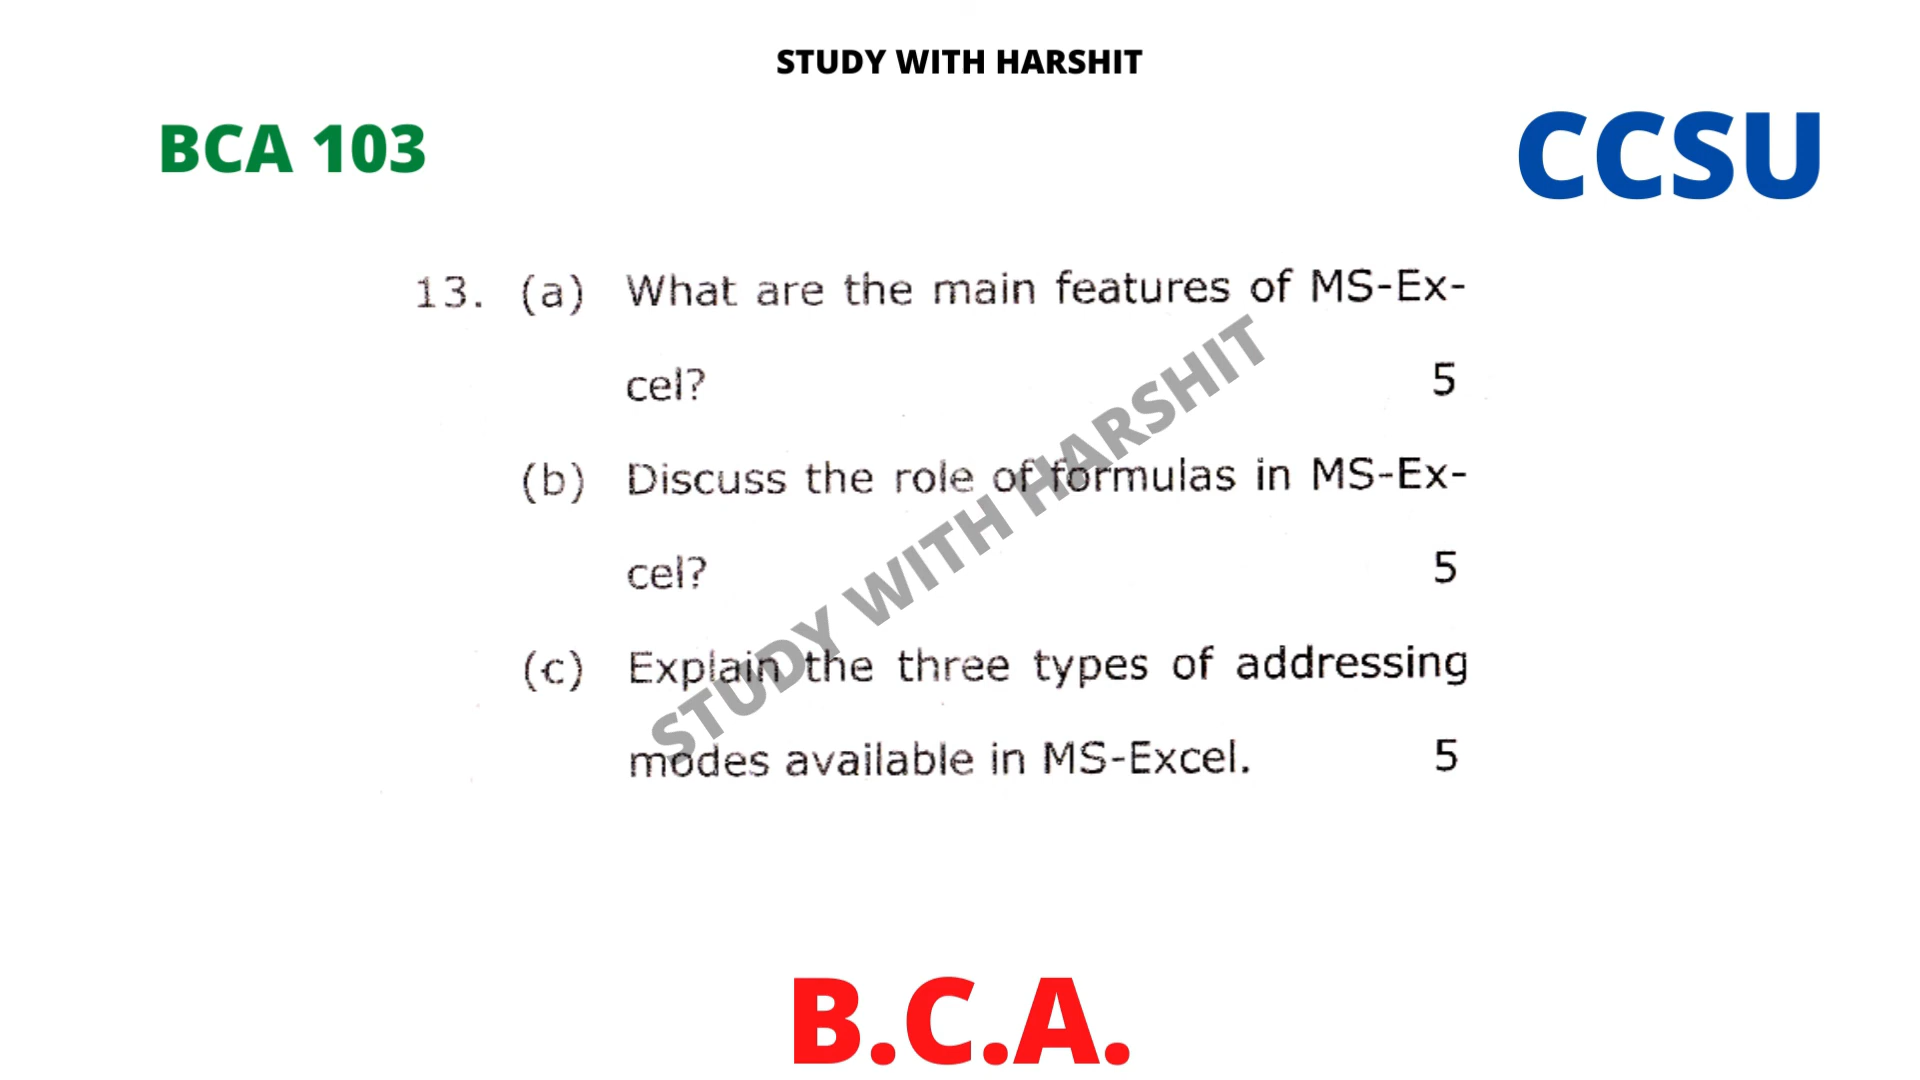 STUDY WITH HARSHIT
BCA 103
CCSU
13. (a) What are the main features of MS-Ex-
cel? 5
(b) Discuss the role of formulas in MS-Ex-
cel? 5
(c) Explain the three types of addressing
modes available in MS-Excel. 5
STUDY WITH HARSHIT
B.C.A.